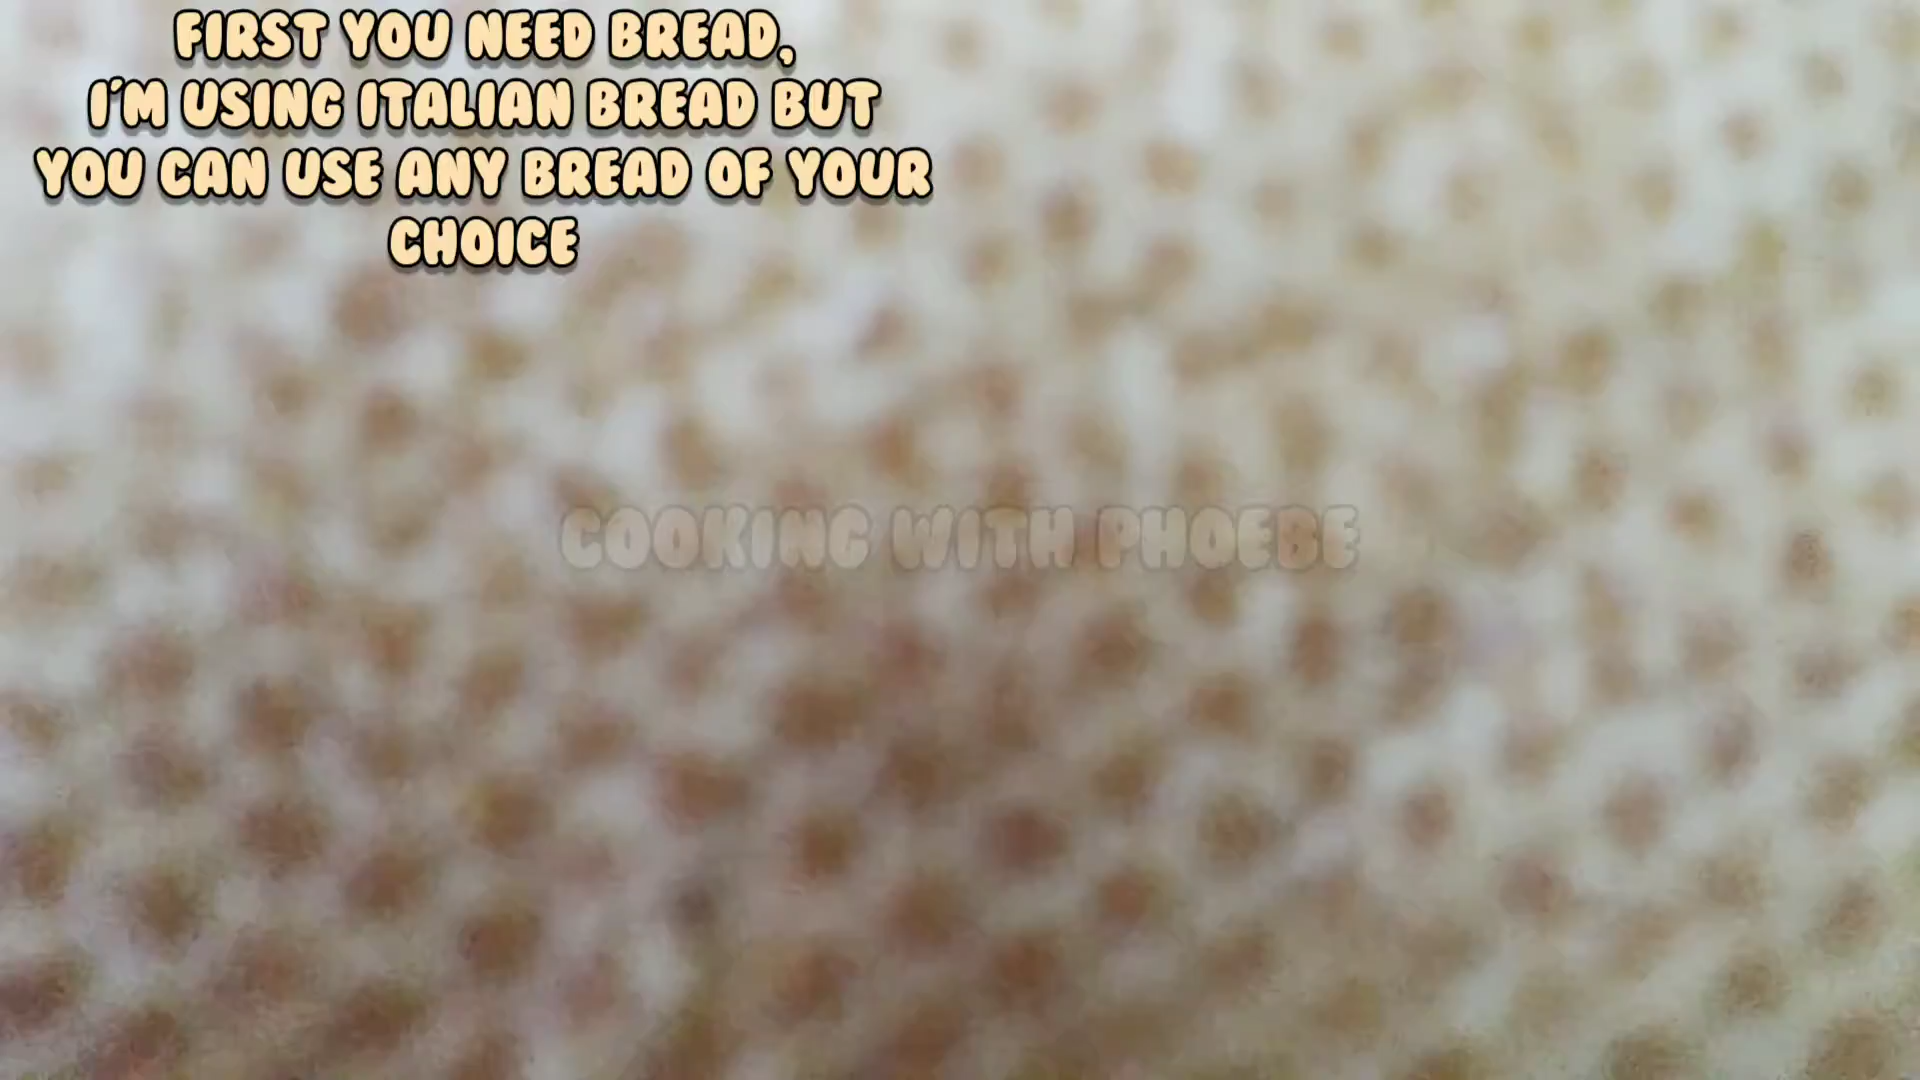 FIRST YOU NEED BREAD,
I'M USING ITALIAN BREAD BUT
YOU CAN USE ANY BREAD OF YOUR
CHOICE
COOKING WITH PHOEBE